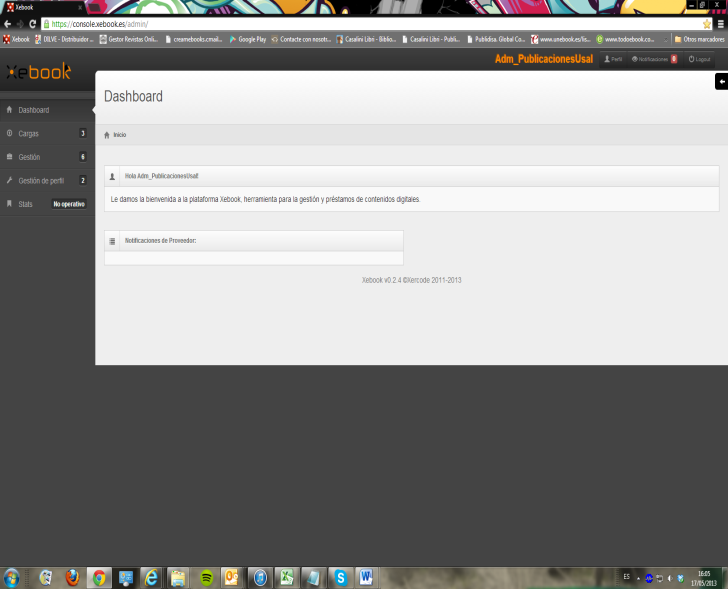 Xebook
https://console.xebook.es/admin/
Xebook DILVE - Distribuidor ... Gestor Revistas Onli... creamebooks.cmail... Google Play Contacte con nosots... Casalini Libri - Biblio... Casalini Libri - Publi... Publidisa. Global Co... www.unebook.es/lis... www.todoebook.co... Otros marcadores
Adm_PublicacionesUsal Perfil Notificaciones 0 Logout
xebook
Dashboard
Dashboard
Cargas 3
Inicio
Gestión 6
Hola Adm_PublicacionesUsal!
Gestión de perfil 2
Le damos la bienvenida a la plataforma Xebook, herramienta para la gestión y préstamos de contenidos digitales.
Stats No operativo
Notificaciones de Proveedor:
Xebook v0.2.4 ©Xercode 2011-2013
ES
16:05
17/05/2013